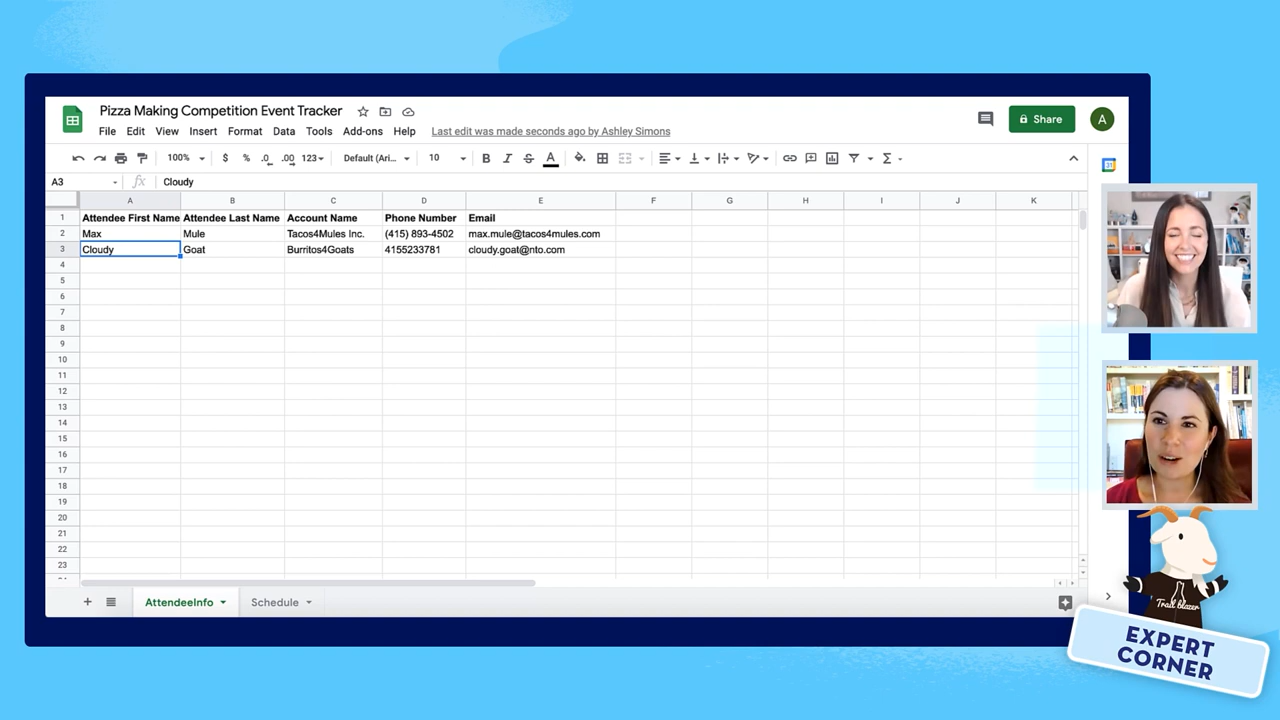 Pizza Making Competition Event Tracker
File Edit View Insert Format Data Tools Add-ons Help Last edit was made seconds ago by Ashley Simons
Share
A
100% $ % .0 .00 123 Default (Ari... 10 B I S A
31
A3 fx Cloudy
A B C D E F G H I J K
1 Attendee First Name Attendee Last Name Account Name Phone Number Email
2 Max Mule Tacos4Mules Inc. (415) 893-4502 max.mule@tacos4mules.com
3 Cloudy Goat Burritos4Goats 4155233781 cloudy.goat@nto.com
4
5
6
7
8
9
10
11
12
13
14
15
16
17
18
19
20
21
22
23
AttendeeInfo Schedule
Trailblazer
EXPERT
CORNER